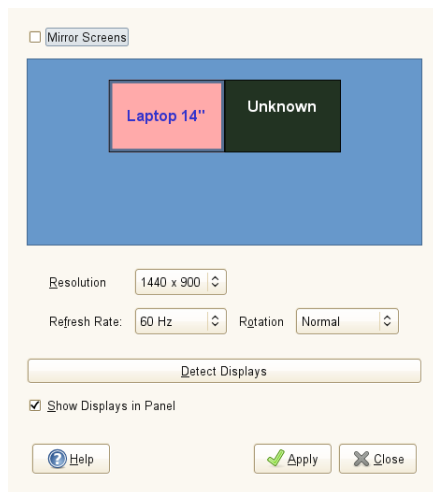 Mirror Screens
Laptop 14" Unknown
Resolution 1440 x 900
Refresh Rate: 60 Hz Rotation Normal
Detect Displays
Show Displays in Panel
Help Apply Close